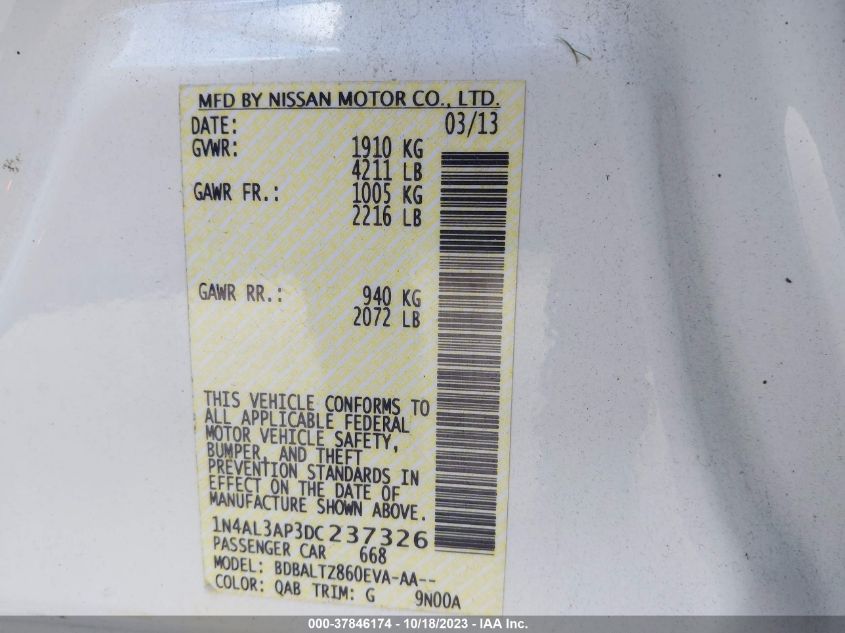 MFD BY NISSAN MOTOR CO., LTD.
DATE: 03/13
GVWR: 1910 KG
4211 LB
GAWR FR.: 1005 KG
2216 LB
GAWR RR.: 940 KG
2072 LB
THIS VEHICLE CONFORMS TO
ALL APPLICABLE FEDERAL
MOTOR VEHICLE SAFETY,
BUMPER, AND THEFT
PREVENTION STANDARDS IN
EFFECT ON THE DATE OF
MANUFACTURE SHOWN ABOVE.
1N4AL3AP3DC237326
PASSENGER CAR 668
MODEL: BDBALTZ860EVA-AA--
COLOR: QAB TRIM: G 9N00A
000-37846174 - 10/18/2023 - IAA Inc.